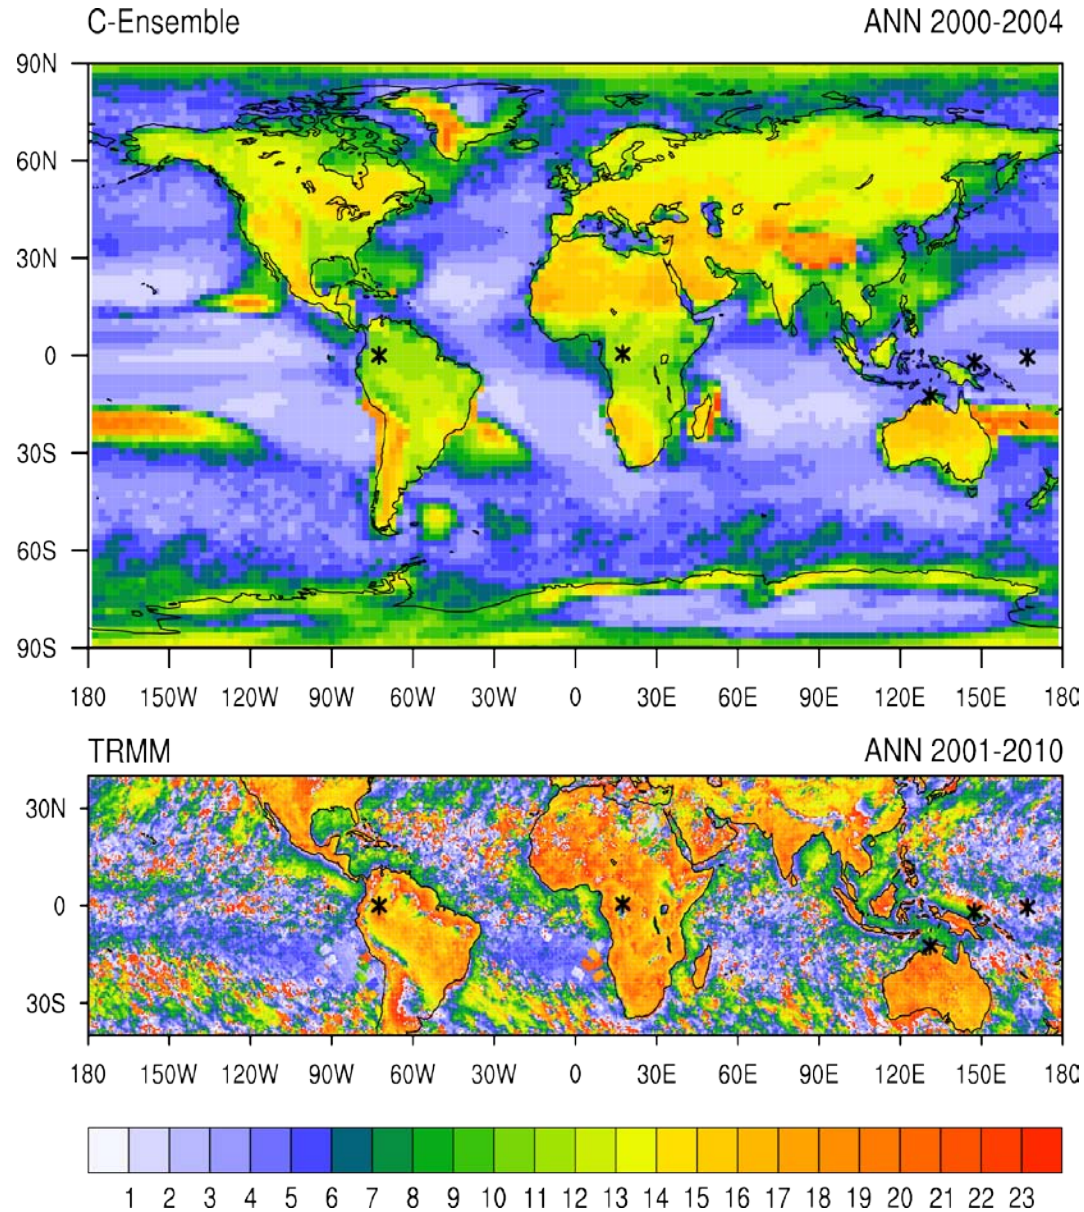 C-Ensemble ANN 2000-2004
90N
60N
30N
0
30S
60S
90S
180 150W 120W 90W 60W 30W 0 30E 60E 90E 120E 150E 180
TRMM ANN 2001-2010
30N
0
30S
180 150W 120W 90W 60W 30W 0 30E 60E 90E 120E 150E 180
1 2 3 4 5 6 7 8 9 10 11 12 13 14 15 16 17 18 19 20 21 22 23